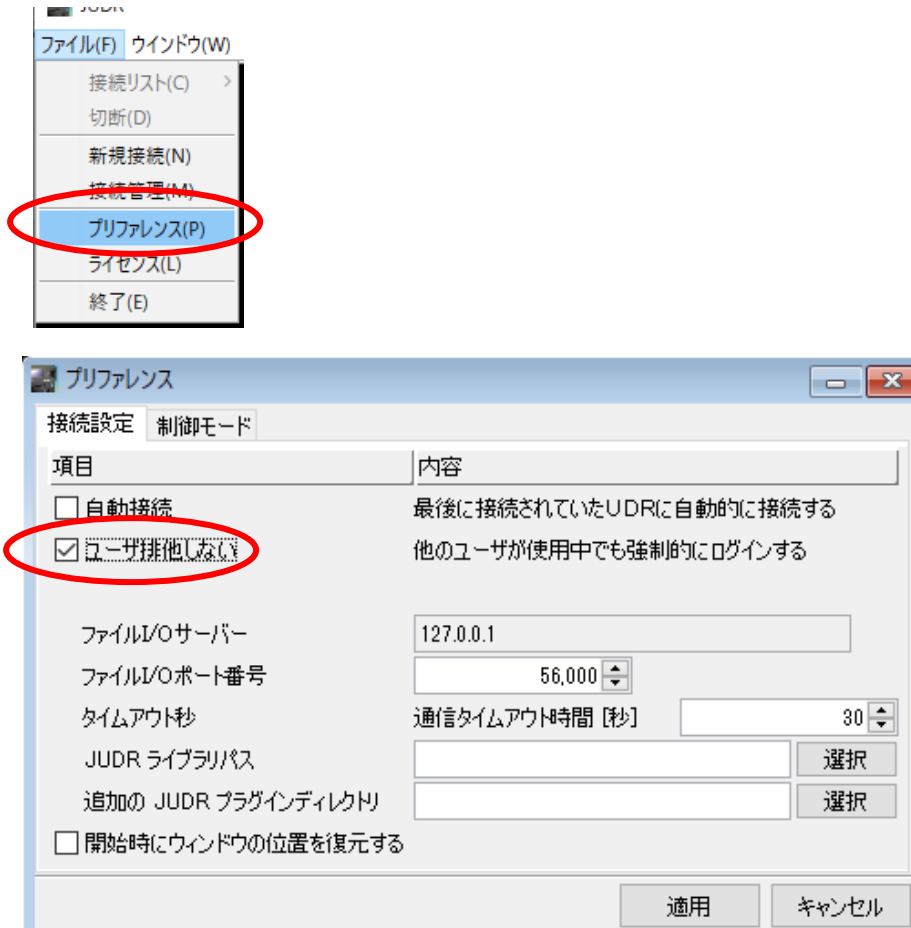 JUDR
ファイル(F) ウインドウ(W)
接続リスト(C) >
切断(D)
新規接続(N)
接続管理(M)
プリファレンス(P)
ライセンス(L)
終了(E)
プリファレンス
接続設定 制御モード
項目 内容
自動接続 最後に接続されていたUDRに自動的に接続する
ユーザ排他しない 他のユーザが使用中でも強制的にログインする
ファイルI/Oサーバー 127.0.0.1
ファイルI/Oポート番号 56,000
タイムアウト秒 通信タイムアウト時間 [秒] 30
JUDR ライブラリパス 選択
追加の JUDR プラグインディレクトリ 選択
開始時にウィンドウの位置を復元する
適用 キャンセル